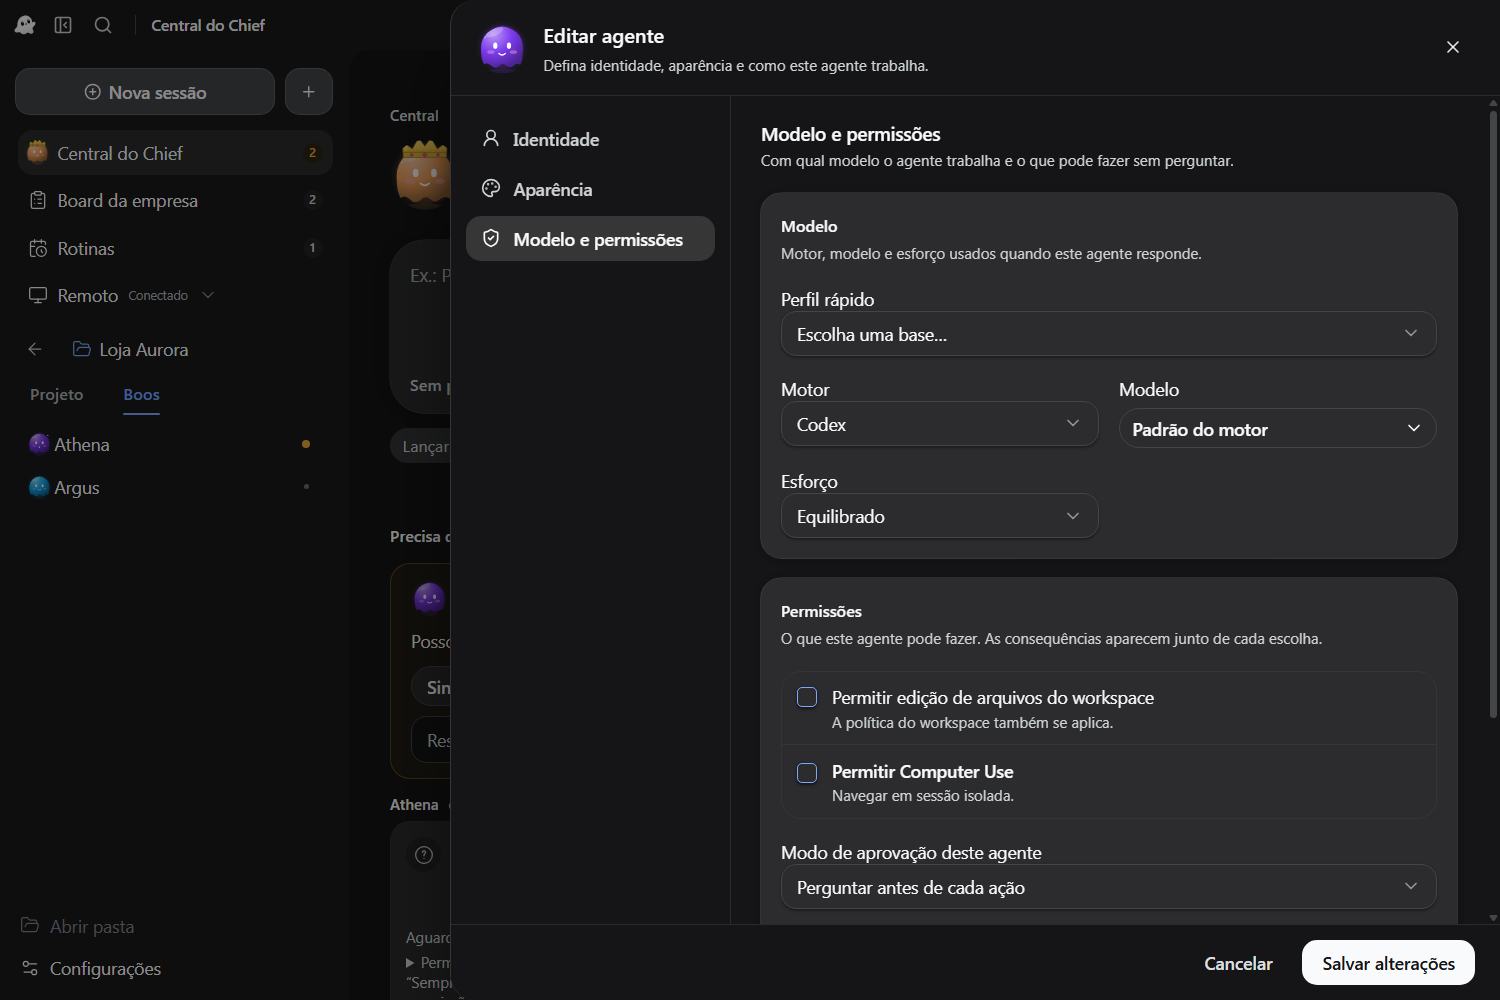 Central do Chief
Nova sessão
Central do Chief 2
Board da empresa 2
Rotinas 1
Remoto Conectado
Loja Aurora
Projeto Boos
Athena
Argus
Abrir pasta
Configurações
Central
Ex.:
Sem
Lançar
Precisa
Athena
Editar agente
Defina identidade, aparência e como este agente trabalha.
Identidade
Aparência
Modelo e permissões
Modelo e permissões
Com qual modelo o agente trabalha e o que pode fazer sem perguntar.
Modelo
Motor, modelo e esforço usados quando este agente responde.
Perfil rápido
Escolha uma base...
Motor Modelo
Codex Padrão do motor
Esforço
Equilibrado
Permissões
O que este agente pode fazer. As consequências aparecem junto de cada escolha.
Permitir edição de arquivos do workspace
A política do workspace também se aplica.
Permitir Computer Use
Navegar em sessão isolada.
Modo de aprovação deste agente
Perguntar antes de cada ação
Cancelar Salvar alterações